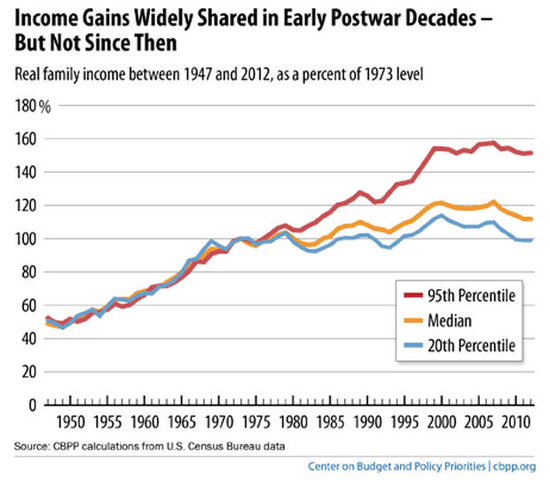 Income Gains Widely Shared in Early Postwar Decades –
But Not Since Then
Real family income between 1947 and 2012, as a percent of 1973 level
180%
160
140
120
100
80
60
40
20
0
95th Percentile
Median
20th Percentile
1950 1955 1960 1965 1970 1975 1980 1985 1990 1995 2000 2005 2010
Source: CBPP calculations from U.S. Census Bureau data
Center on Budget and Policy Priorities | cbpp.org